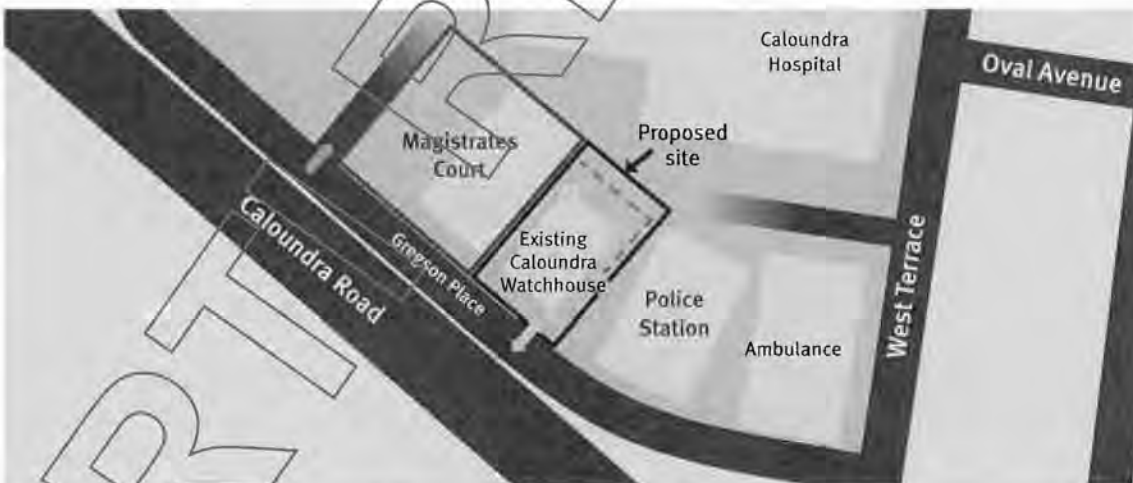 Caloundra
Hospital
Oval Avenue
Proposed
site
Magistrates
Court
Existing
Caloundra
Watchhouse
Gregson Place
Caloundra Road
Police
Station
Ambulance
West Terrace